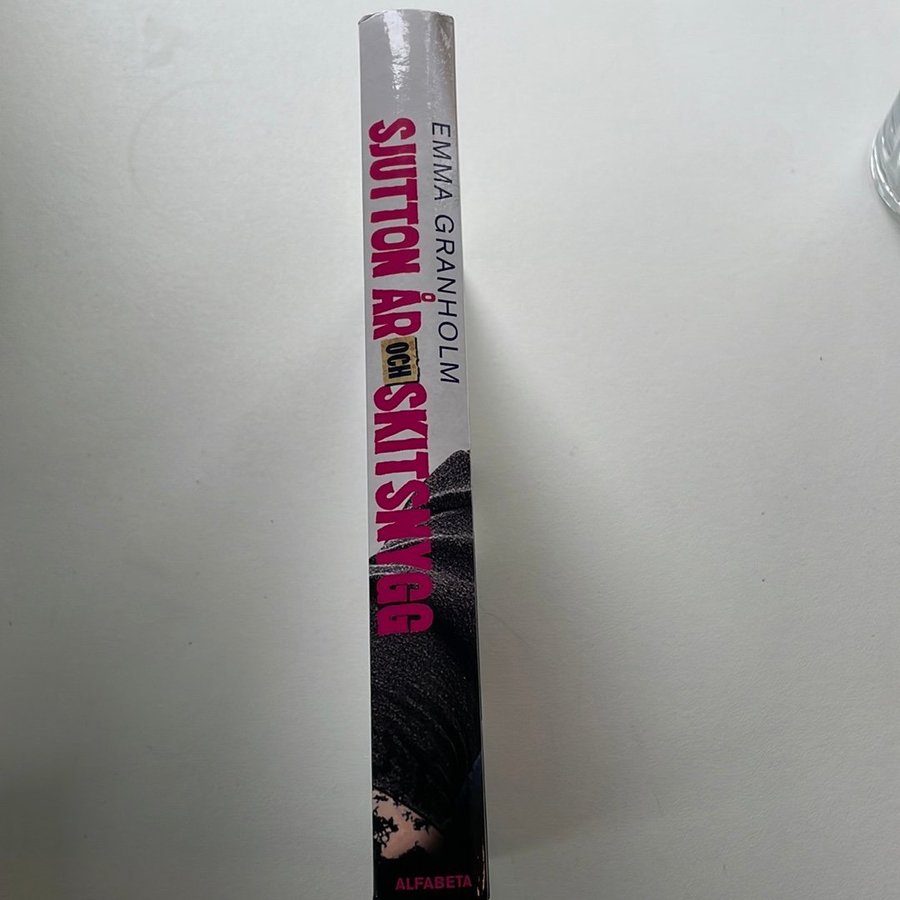 EMMA GRANHOLM
SJUTTON ÅR OCH SKITSNYGG
ALFABETA